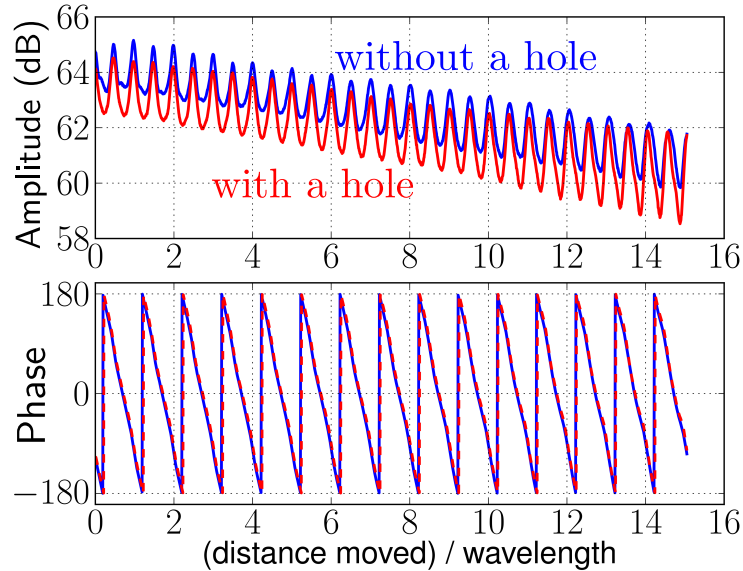 66
64
62
60
58
Amplitude (dB)
without a hole
with a hole
0 2 4 6 8 10 12 14 16
180
0
−180
Phase
0 2 4 6 8 10 12 14 16
(distance moved) / wavelength